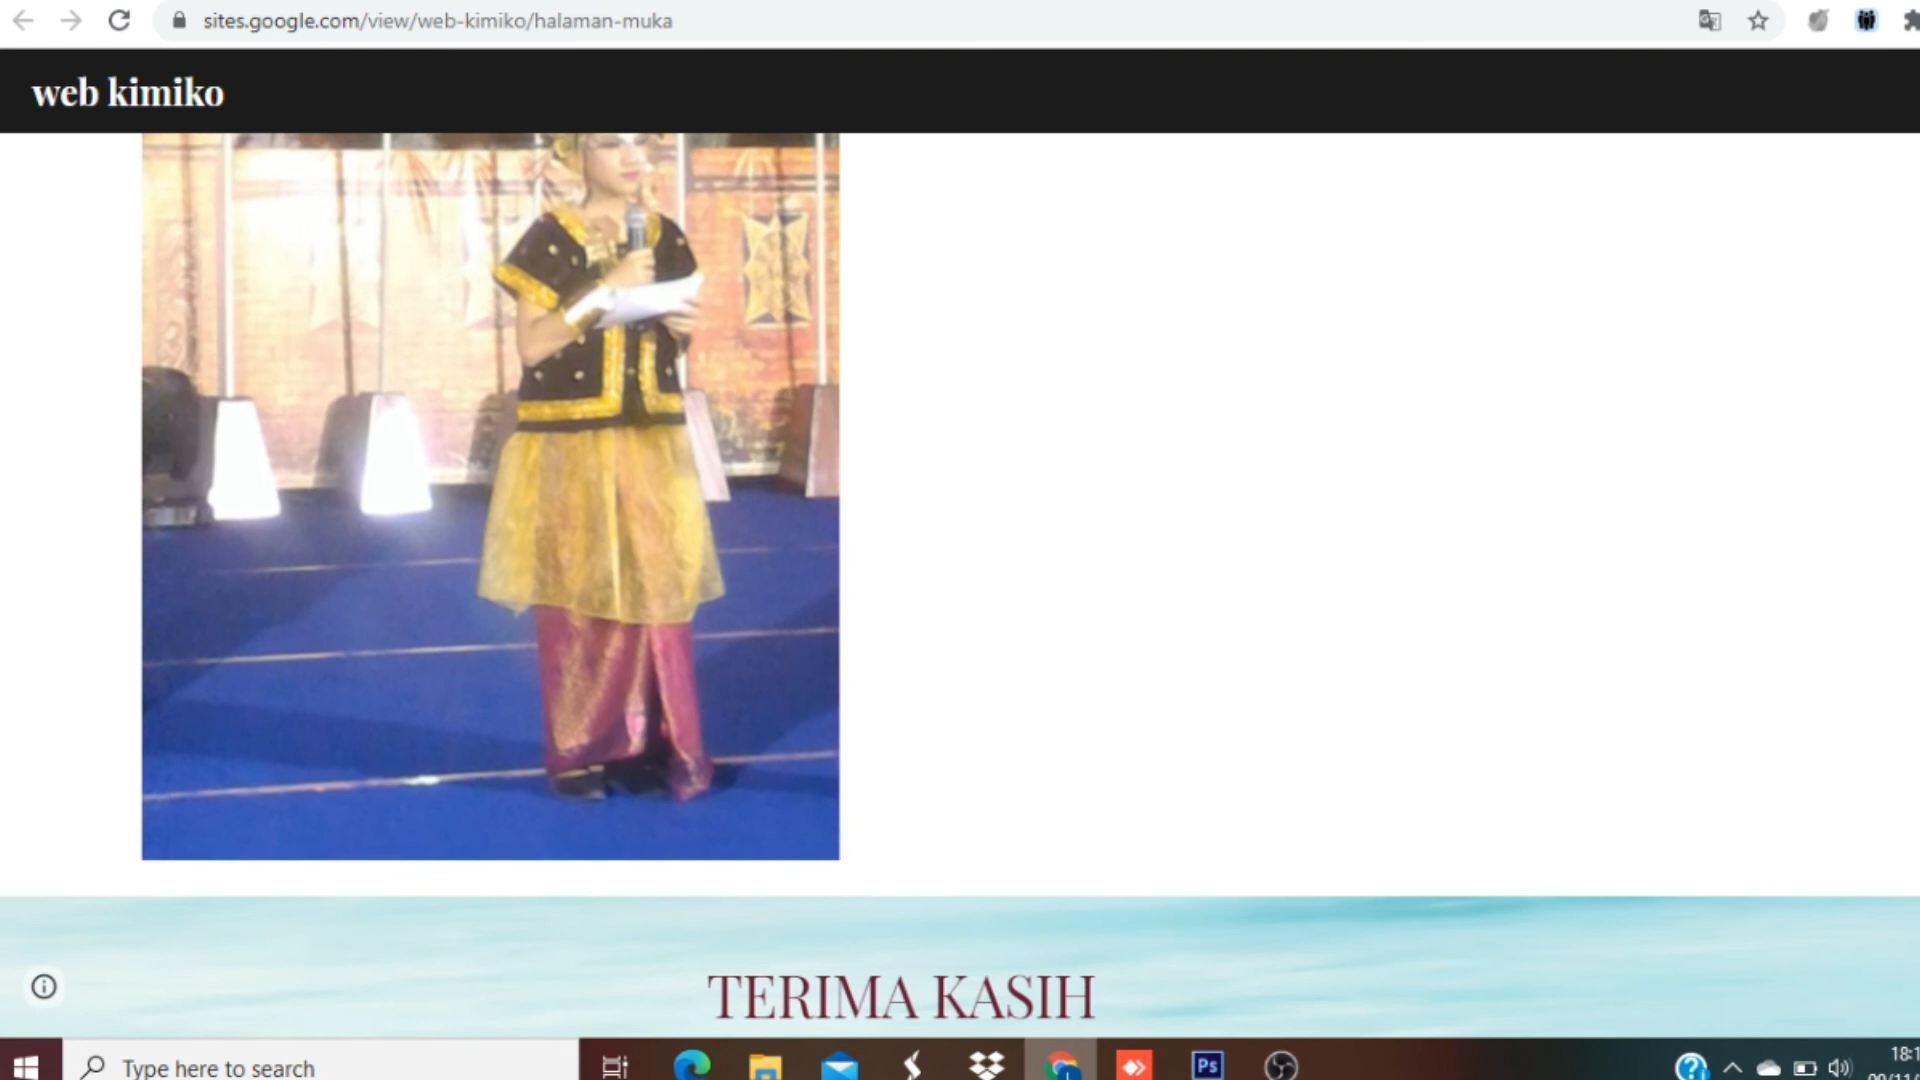 sites.google.com/view/web-kimiko/halaman-muka
web kimiko
TERIMA KASIH
Type here to search
Ps
18:1